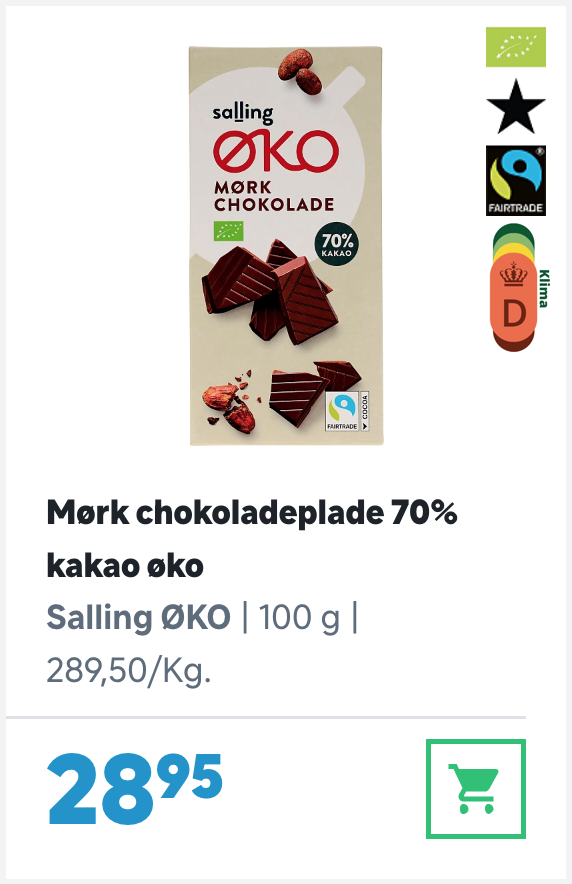 salling
ØKO
MØRK
CHOKOLADE
70%
KAKAO
FAIRTRADE
COCOA
®
FAIRTRADE
Klima
D
Mørk chokoladeplade 70%
kakao øko
Salling ØKO | 100 g |
289,50/Kg.
28 95